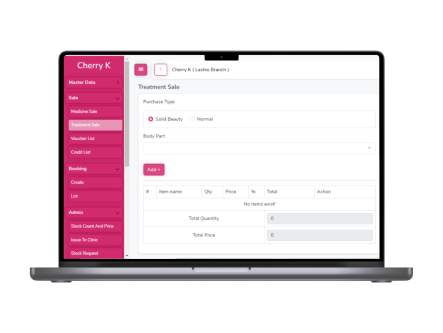 Cherry K
Cherry K ( Lashio Branch )
Master Data
Sale
Medicine Sale
Treatment Sale
Voucher List
Credit List
Booking
Create
List
Admin
Stock Count And Price
Issue To Clinic
Stock Request
Treatment Sale
Purchase Type
Solid Beauty
Normal
Body Part
Add +
# Item name Qty Price % Total Action
No items exist!
Total Quantity 0
Total Price 0